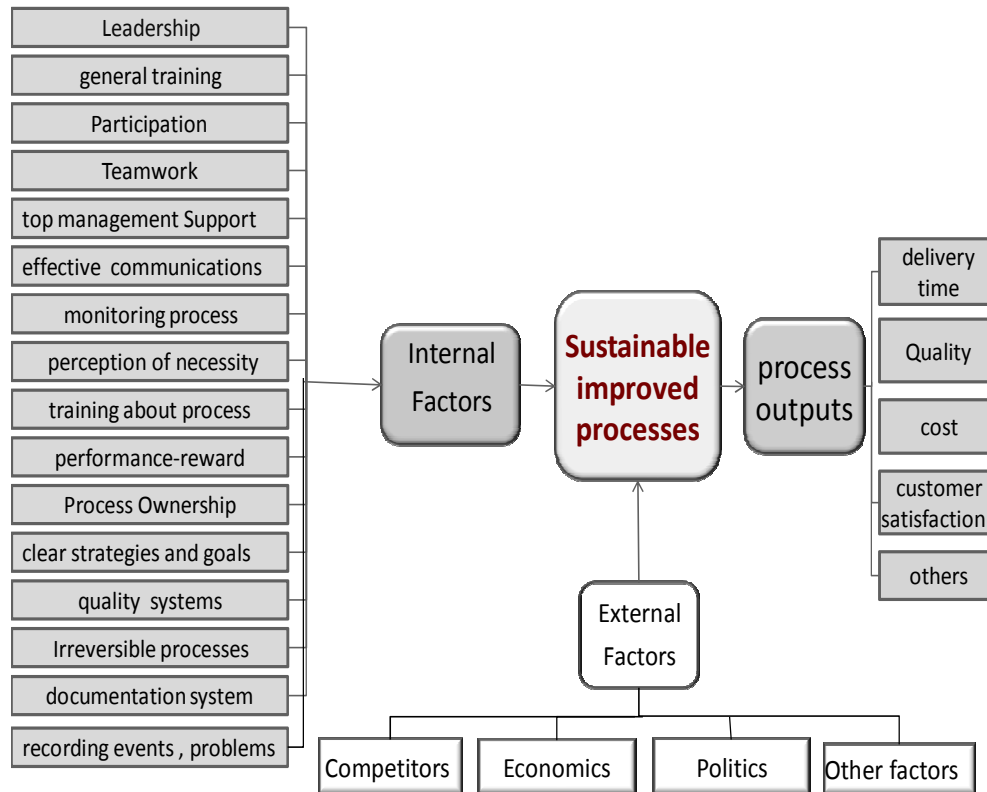 Leadership
general training
Participation
Teamwork
top management Support
effective communications
monitoring process
perception of necessity
training about process
performance-reward
Process Ownership
clear strategies and goals
quality systems
Irreversible processes
documentation system
recording events , problems
Internal
Factors
Sustainable
improved
processes
process
outputs
delivery
time
Quality
cost
customer
satisfaction
others
External
Factors
Competitors
Economics
Politics
Other factors